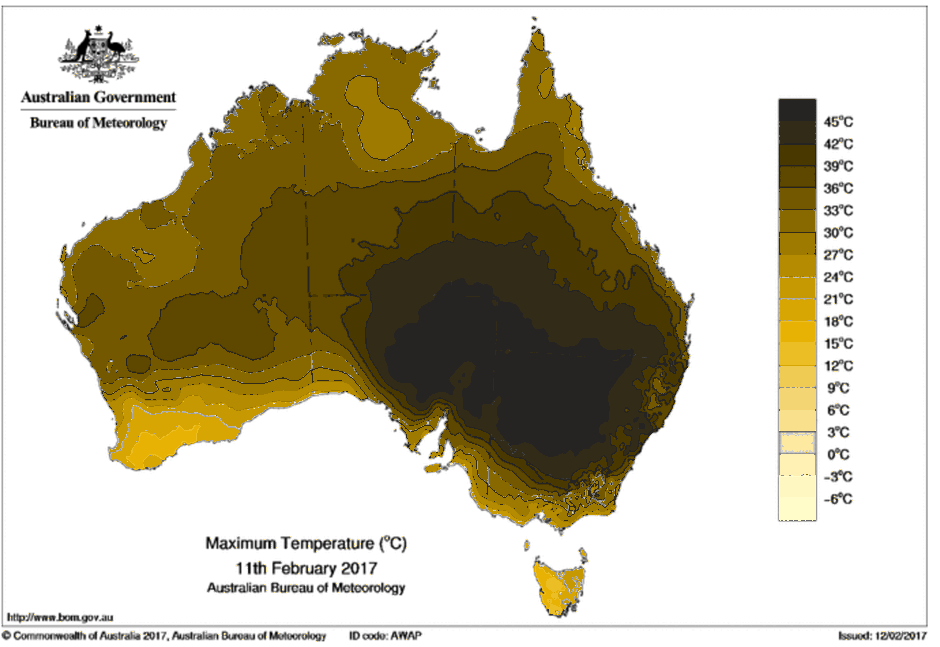 Australian Government
Bureau of Meteorology
45°C
42°C
39°C
36°C
33°C
30°C
27°C
24°C
21°C
18°C
15°C
12°C
9°C
6°C
3°C
0°C
-3°C
-6°C
Maximum Temperature (°C)
11th February 2017
Australian Bureau of Meteorology
http://www.bom.gov.au
© Commonwealth of Australia 2017, Australian Bureau of Meteorology ID code: AWAP Issued: 12/02/2017